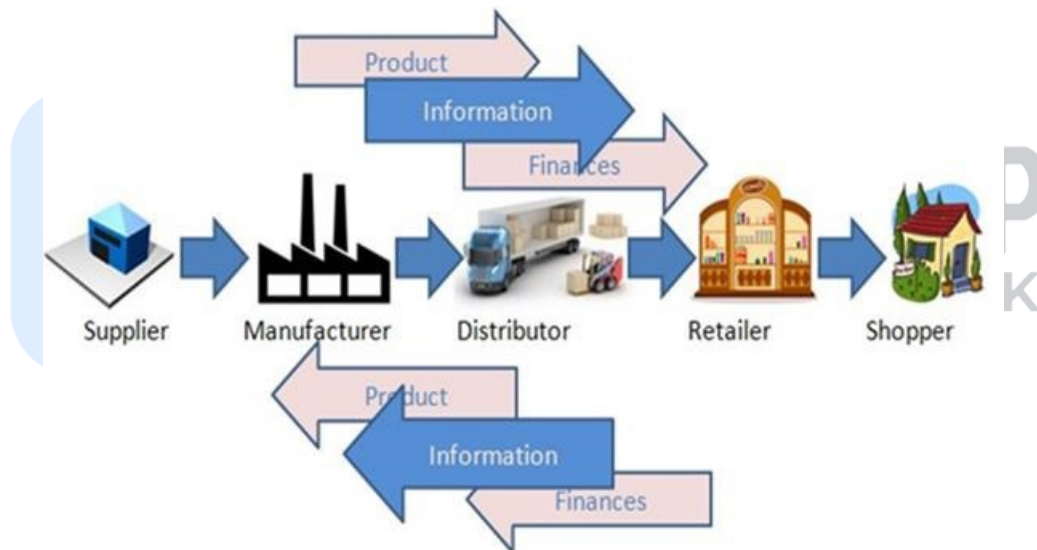 Product
Information
Finances
Supplier Manufacturer Distributor Retailer Shopper
Product
Information
Finances